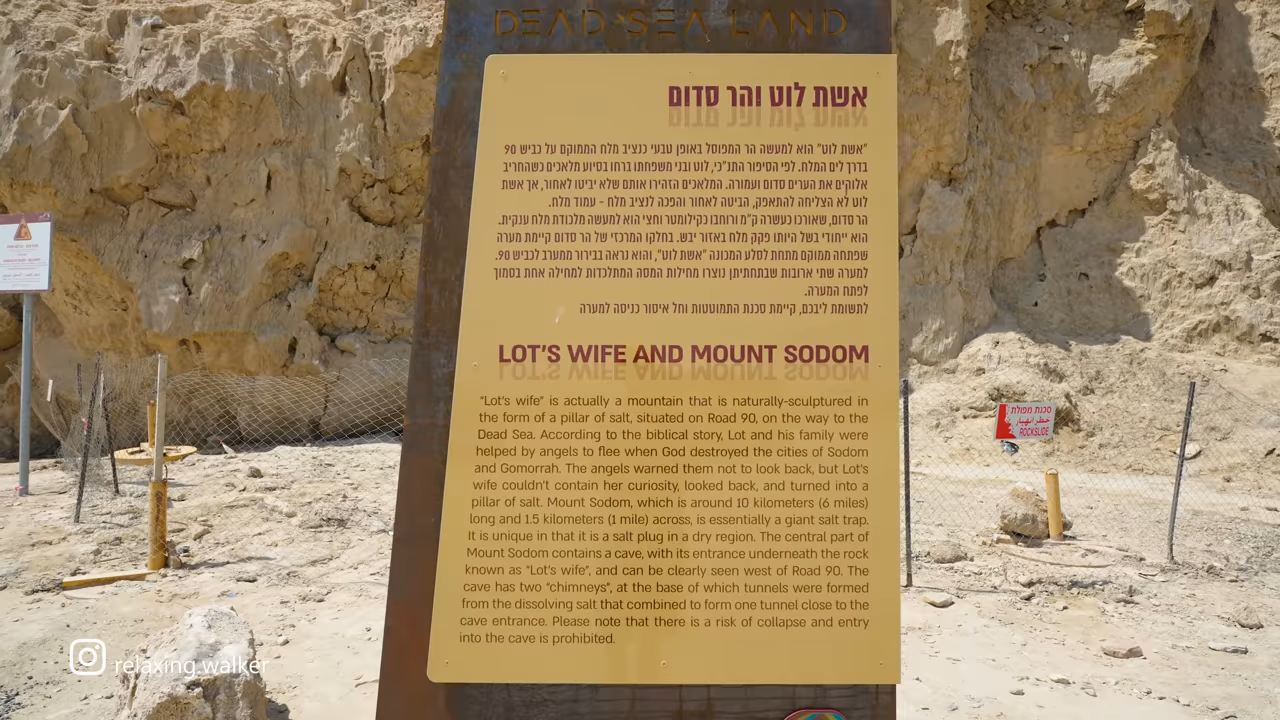 DEAD SEA LAND
אשת לוט והר סדום
"אשת לוט" הוא למעשה הר המפוסל באופן טבעי כנציב מלח הממוקם על כביש 90
בדרך לים המלח. לפי הסיפור התנ"כי, לוט ובני משפחתו ברחו בסיוע מלאכים כשהחריב
אלוקים את הערים סדום ועמורה. המלאכים הזהירו אותם שלא יביטו לאחור, אך אשת
לוט לא הצליחה להתאפק, הביטה לאחור והפכה לנציב מלח - עמוד מלח.
הר סדום, שאורכו כעשרה ק"מ ורוחבו כקילומטר וחצי הוא למעשה מלכודת מלח ענקית.
הוא ייחודי בשל היותו פקק מלח באזור יבש. בחלקו המרכזי של הר סדום קיימת מערה
שפתחה ממוקם מתחת לסלע המכונה "אשת לוט", והוא נראה בבירור ממערב לכביש 90.
למערה שתי ארובות שבתחתיתן נוצרו מחילות המסה המתלכדות למחילה אחת בסמוך
לפתח המערה.
לתשומת ליבכם, קיימת סכנת התמוטטות וחל איסור כניסה למערה
LOT'S WIFE AND MOUNT SODOM
"Lot's wife" is actually a mountain that is naturally-sculptured in
the form of a pillar of salt, situated on Road 90, on the way to the
Dead Sea. According to the biblical story, Lot and his family were
helped by angels to flee when God destroyed the cities of Sodom
and Gomorrah. The angels warned them not to look back, but Lot's
wife couldn't contain her curiosity, looked back, and turned into a
pillar of salt. Mount Sodom, which is around 10 kilometers (6 miles)
long and 1.5 kilometers (1 mile) across, is essentially a giant salt trap.
It is unique in that it is a salt plug in a dry region. The central part of
Mount Sodom contains a cave, with its entrance underneath the rock
known as "Lot's wife", and can be clearly seen west of Road 90. The
cave has two "chimneys", at the base of which tunnels were formed
from the dissolving salt that combined to form one tunnel close to the
cave entrance. Please note that there is a risk of collapse and entry
into the cave is prohibited.
סכנת מפולת
خطر انهيار
ROCKSLIDE
relaxing.walker